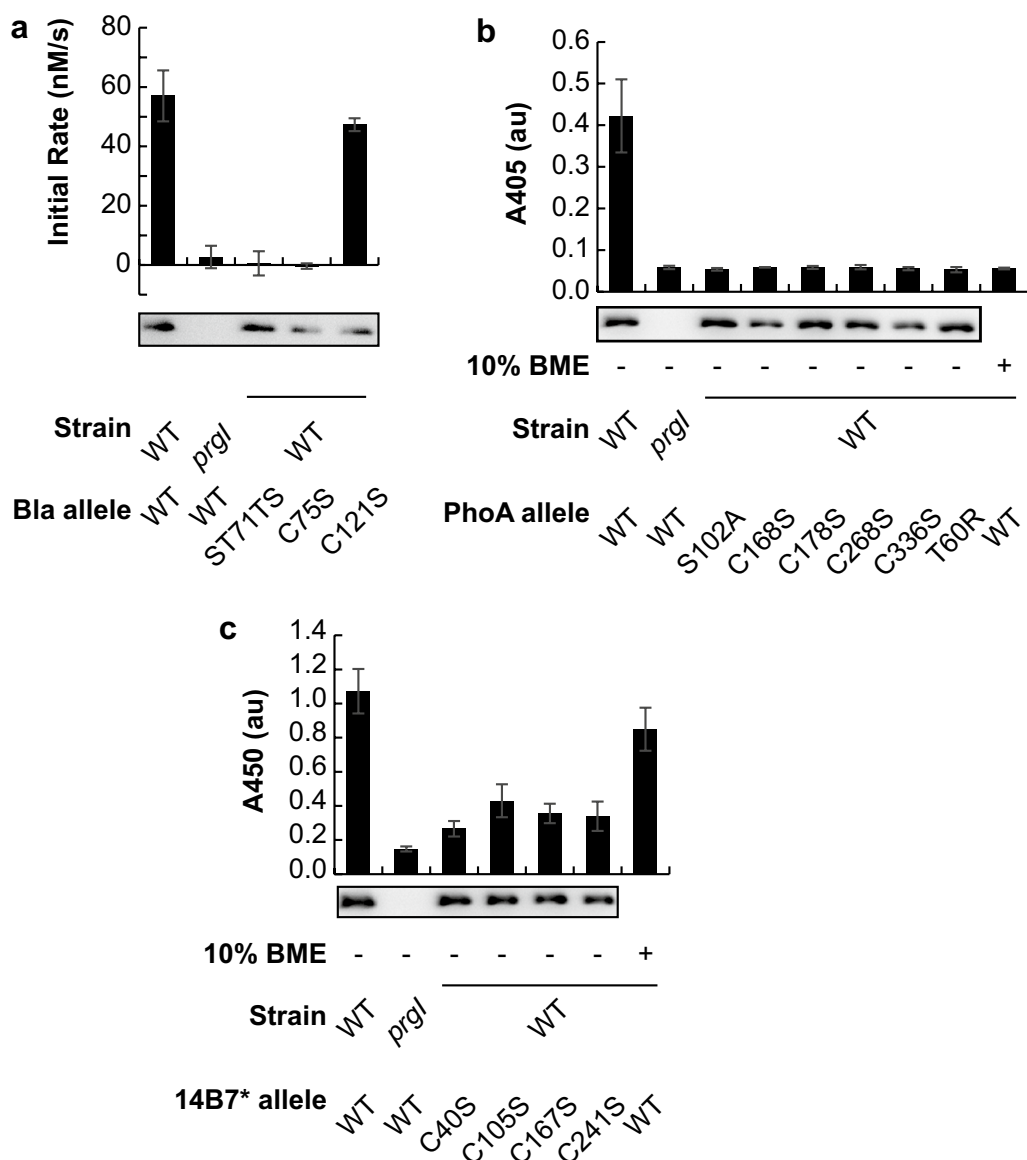 a
Initial Rate (nM/s)
80
60
40
20
0
Strain
WT
prgI
WT
Bla allele
WT
WT
ST71TS
C75S
C121S
b
A405 (au)
0.6
0.5
0.4
0.3
0.2
0.1
0.0
10% BME
- - - - - - - - +
Strain
WT
prgI
WT
PhoA allele
WT
WT
S102A
C168S
C178S
C268S
C336S
T60R
WT
c
A450 (au)
1.4
1.2
1.0
0.8
0.6
0.4
0.2
0.0
10% BME
- - - - - - +
Strain
WT
prgI
WT
14B7* allele
WT
WT
C40S
C105S
C167S
C241S
WT